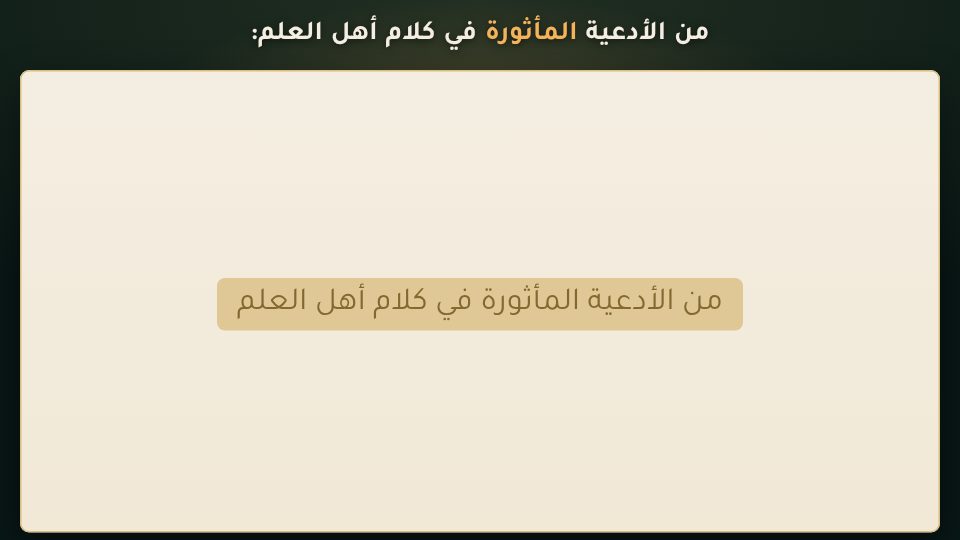 من الأدعية المأثورة في كلام أهل العلم:
من الأدعية المأثورة في كلام أهل العلم